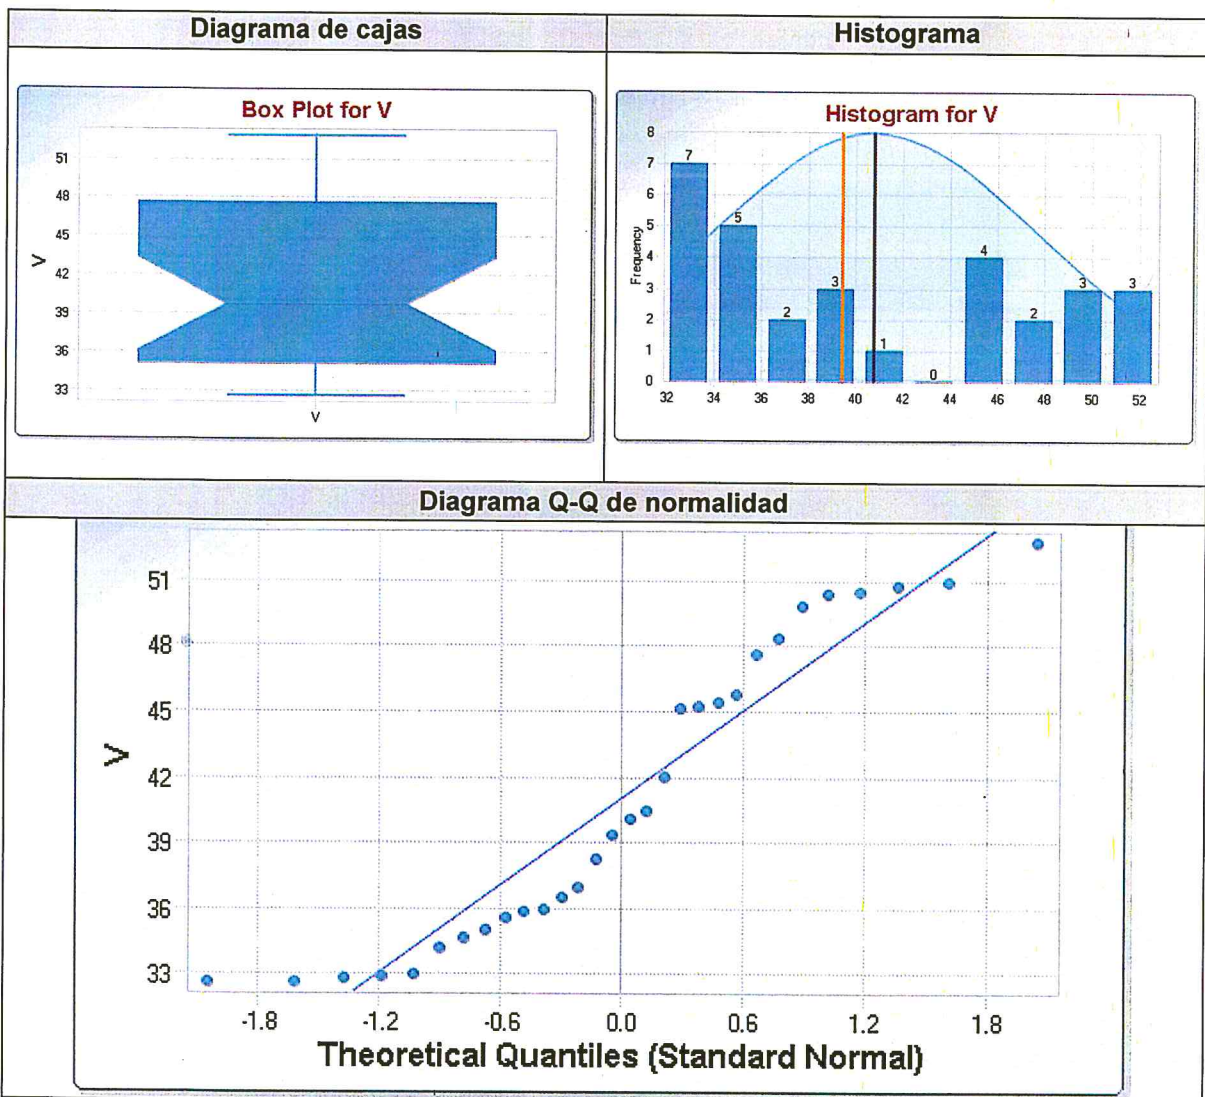 Diagrama de cajas
Histograma
Box Plot for V
51
48
45
42
39
36
33
V
V
Histogram for V
8
7
6
5
4
3
2
1
0
Frequency
7
5
2
3
1
0
4
2
3
3
32 34 36 38 40 42 44 46 48 50 52
Diagrama Q-Q de normalidad
51
48
45
42
39
36
33
V
-1.8 -1.2 -0.6 0.0 0.6 1.2 1.8
Theoretical Quantiles (Standard Normal)